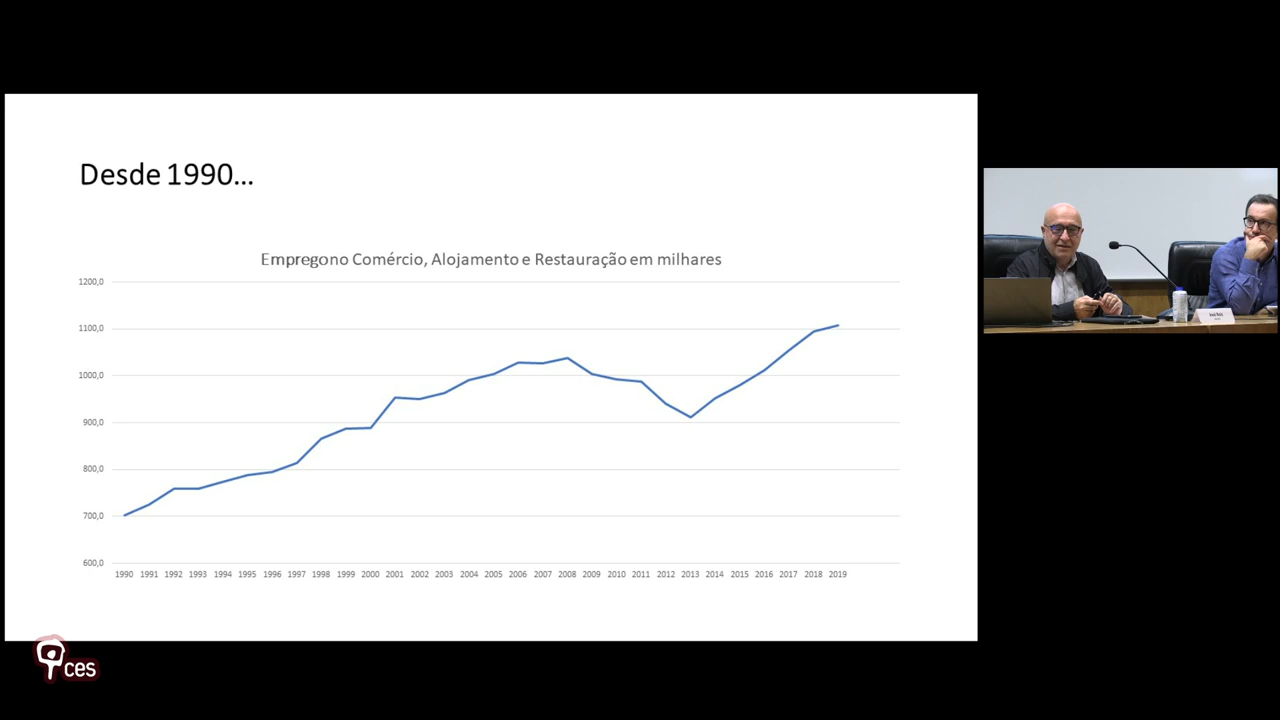 Desde 1990...
Empregono Comércio, Alojamento e Restauração em milhares
1200,0
1100,0
1000,0
900,0
800,0
700,0
600,0
1990 1991 1992 1993 1994 1995 1996 1997 1998 1999 2000 2001 2002 2003 2004 2005 2006 2007 2008 2009 2010 2011 2012 2013 2014 2015 2016 2017 2018 2019
ces